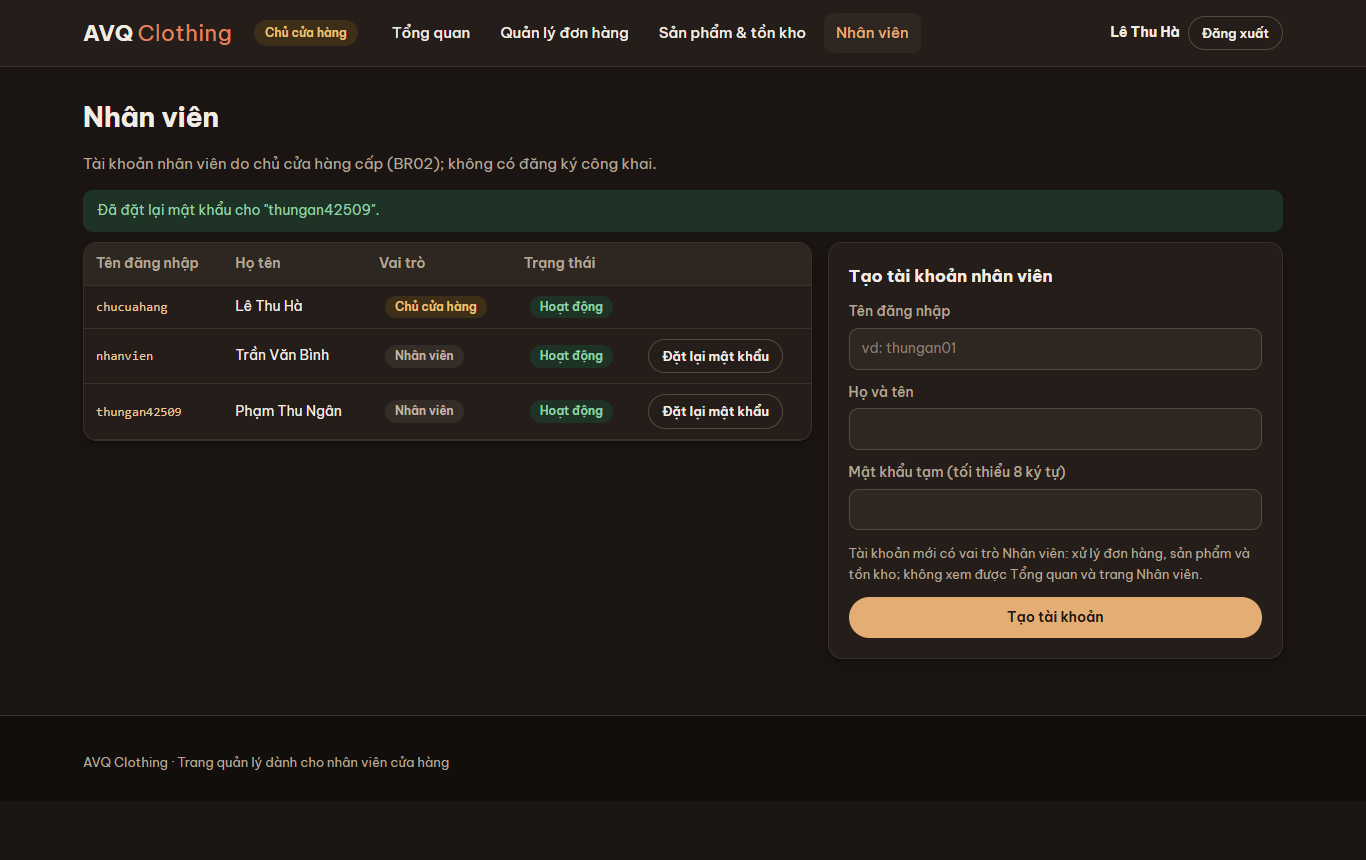 AVQ Clothing Chủ cửa hàng Tổng quan Quản lý đơn hàng Sản phẩm & tồn kho Nhân viên Lê Thu Hà Đăng xuất
Nhân viên
Tài khoản nhân viên do chủ cửa hàng cấp (BR02); không có đăng ký công khai.
Đã đặt lại mật khẩu cho "thungan42509".
Tên đăng nhập Họ tên Vai trò Trạng thái
chucuahang Lê Thu Hà Chủ cửa hàng Hoạt động
nhanvien Trần Văn Bình Nhân viên Hoạt động Đặt lại mật khẩu
thungan42509 Phạm Thu Ngân Nhân viên Hoạt động Đặt lại mật khẩu
Tạo tài khoản nhân viên
Tên đăng nhập
vd: thungan01
Họ và tên
Mật khẩu tạm (tối thiểu 8 ký tự)
Tài khoản mới có vai trò Nhân viên: xử lý đơn hàng, sản phẩm và
tồn kho; không xem được Tổng quan và trang Nhân viên.
Tạo tài khoản
AVQ Clothing · Trang quản lý dành cho nhân viên cửa hàng